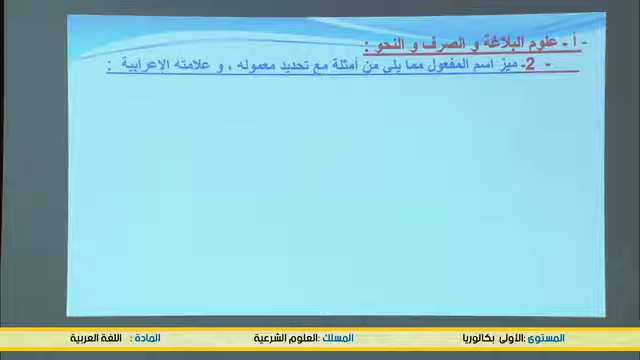 - أ ـ علوم البلاغة و الصرف و النحو :
- 2- ميز اسم المفعول مما يلي من أمثلة مع تحديد معموله ، و علامته الإعرابية :
المستوى :الأولى بكالوريا المسلك :العلوم الشرعية المادة : اللغة العربية